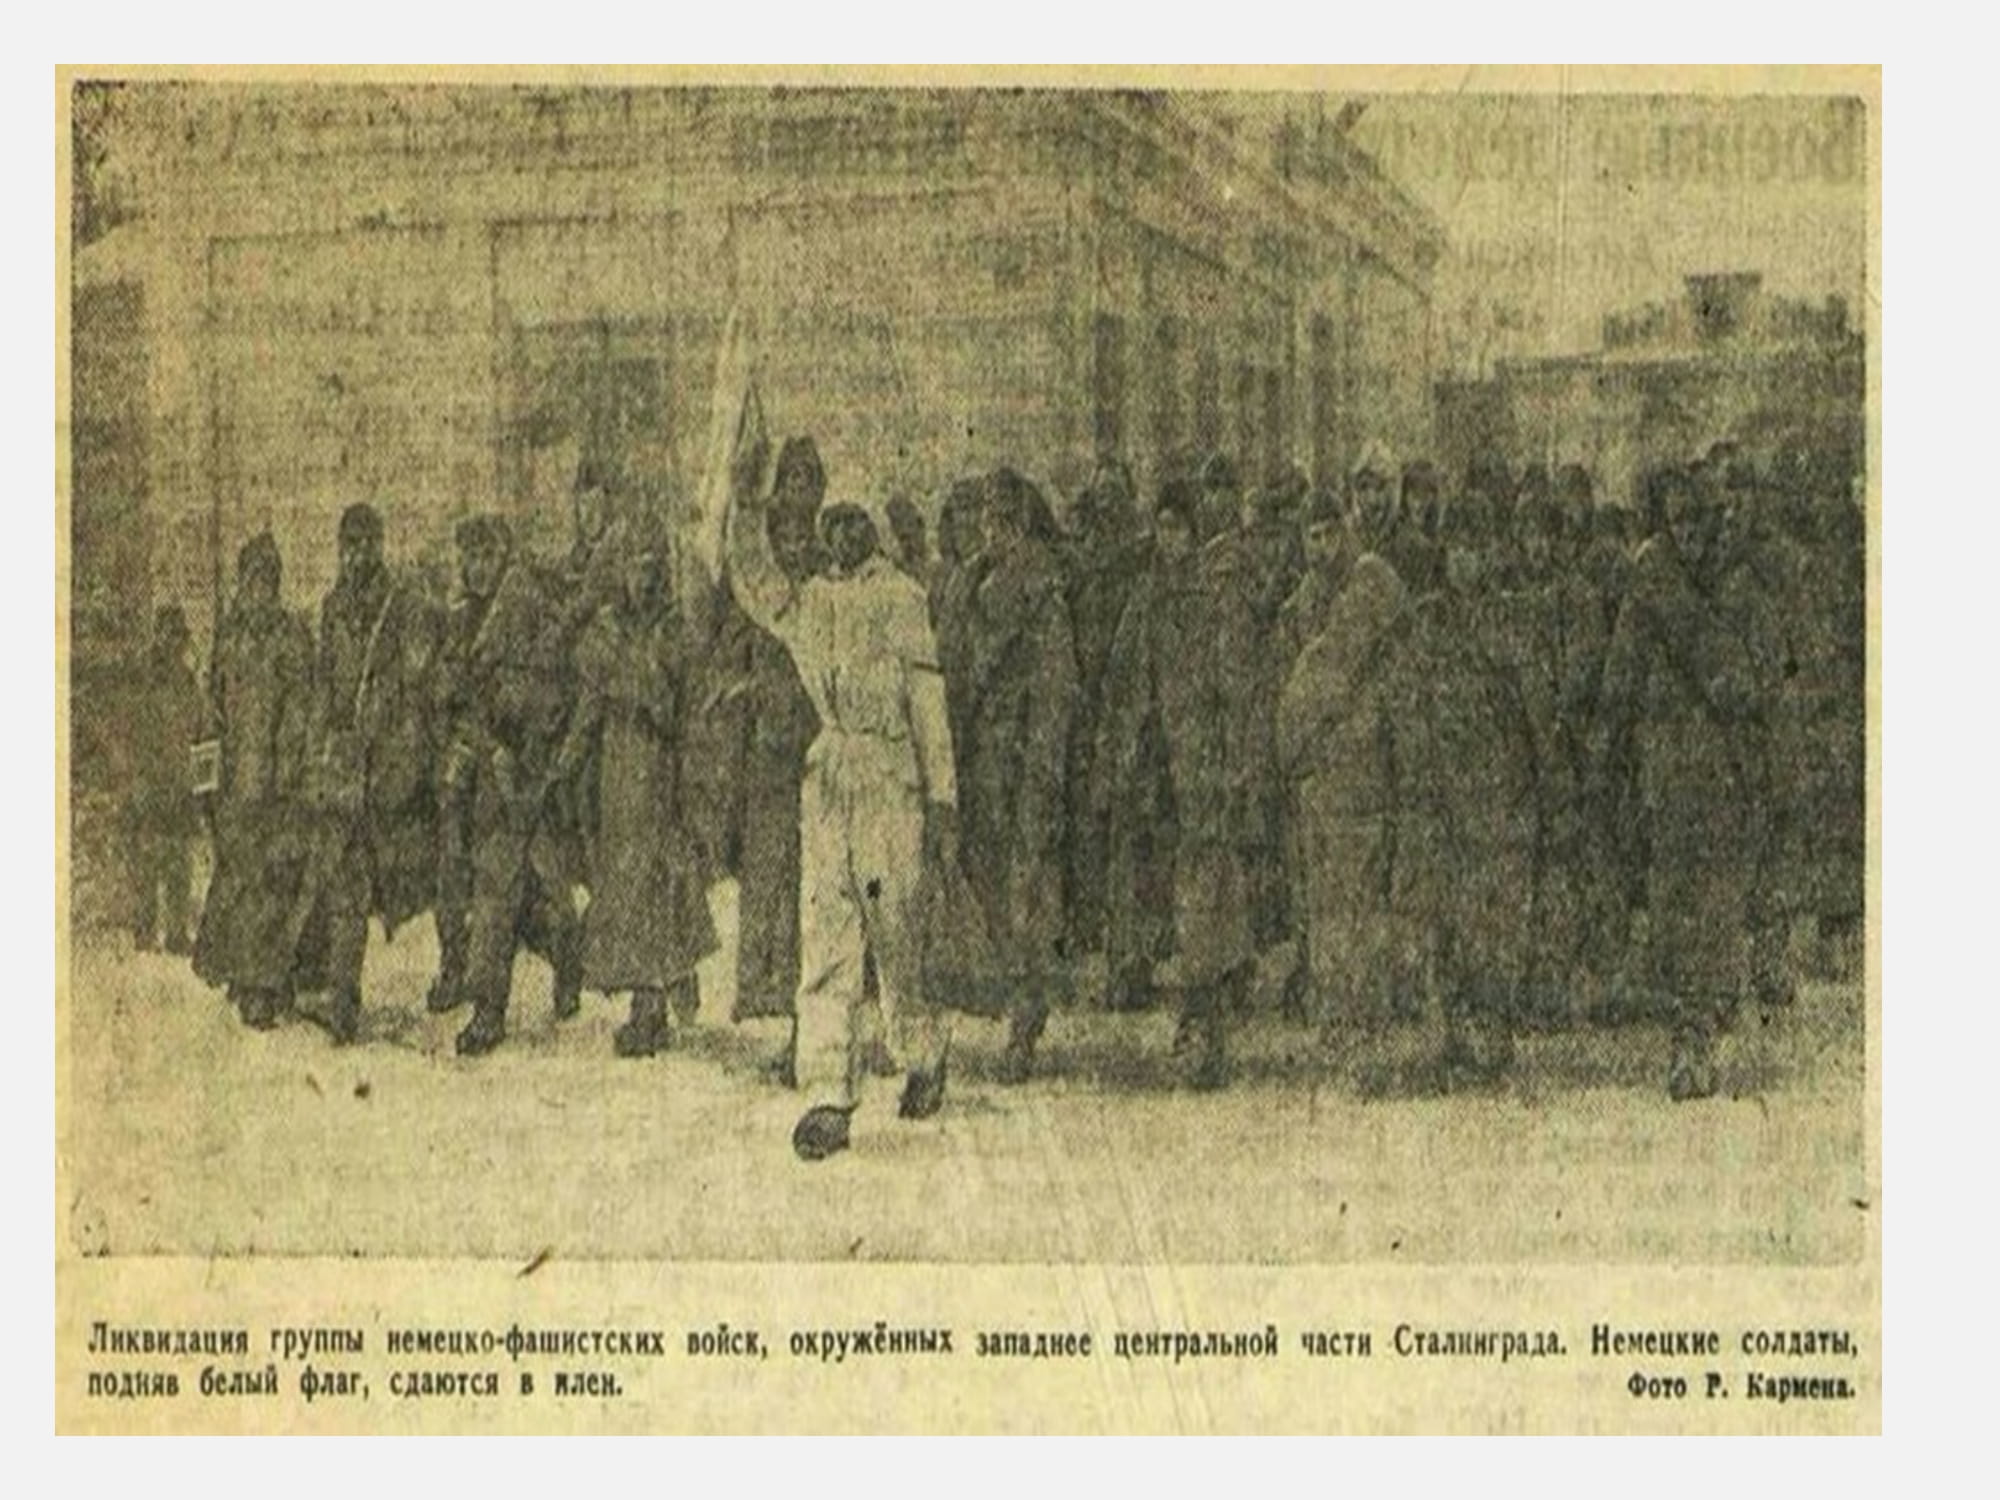 Ликвидация группы немецко-фашистских войск, окружённых западнее центральной части Сталинграда. Немецкие солдаты,
подняв белый флаг, сдаются в плен.
Фото Р. Кармена.